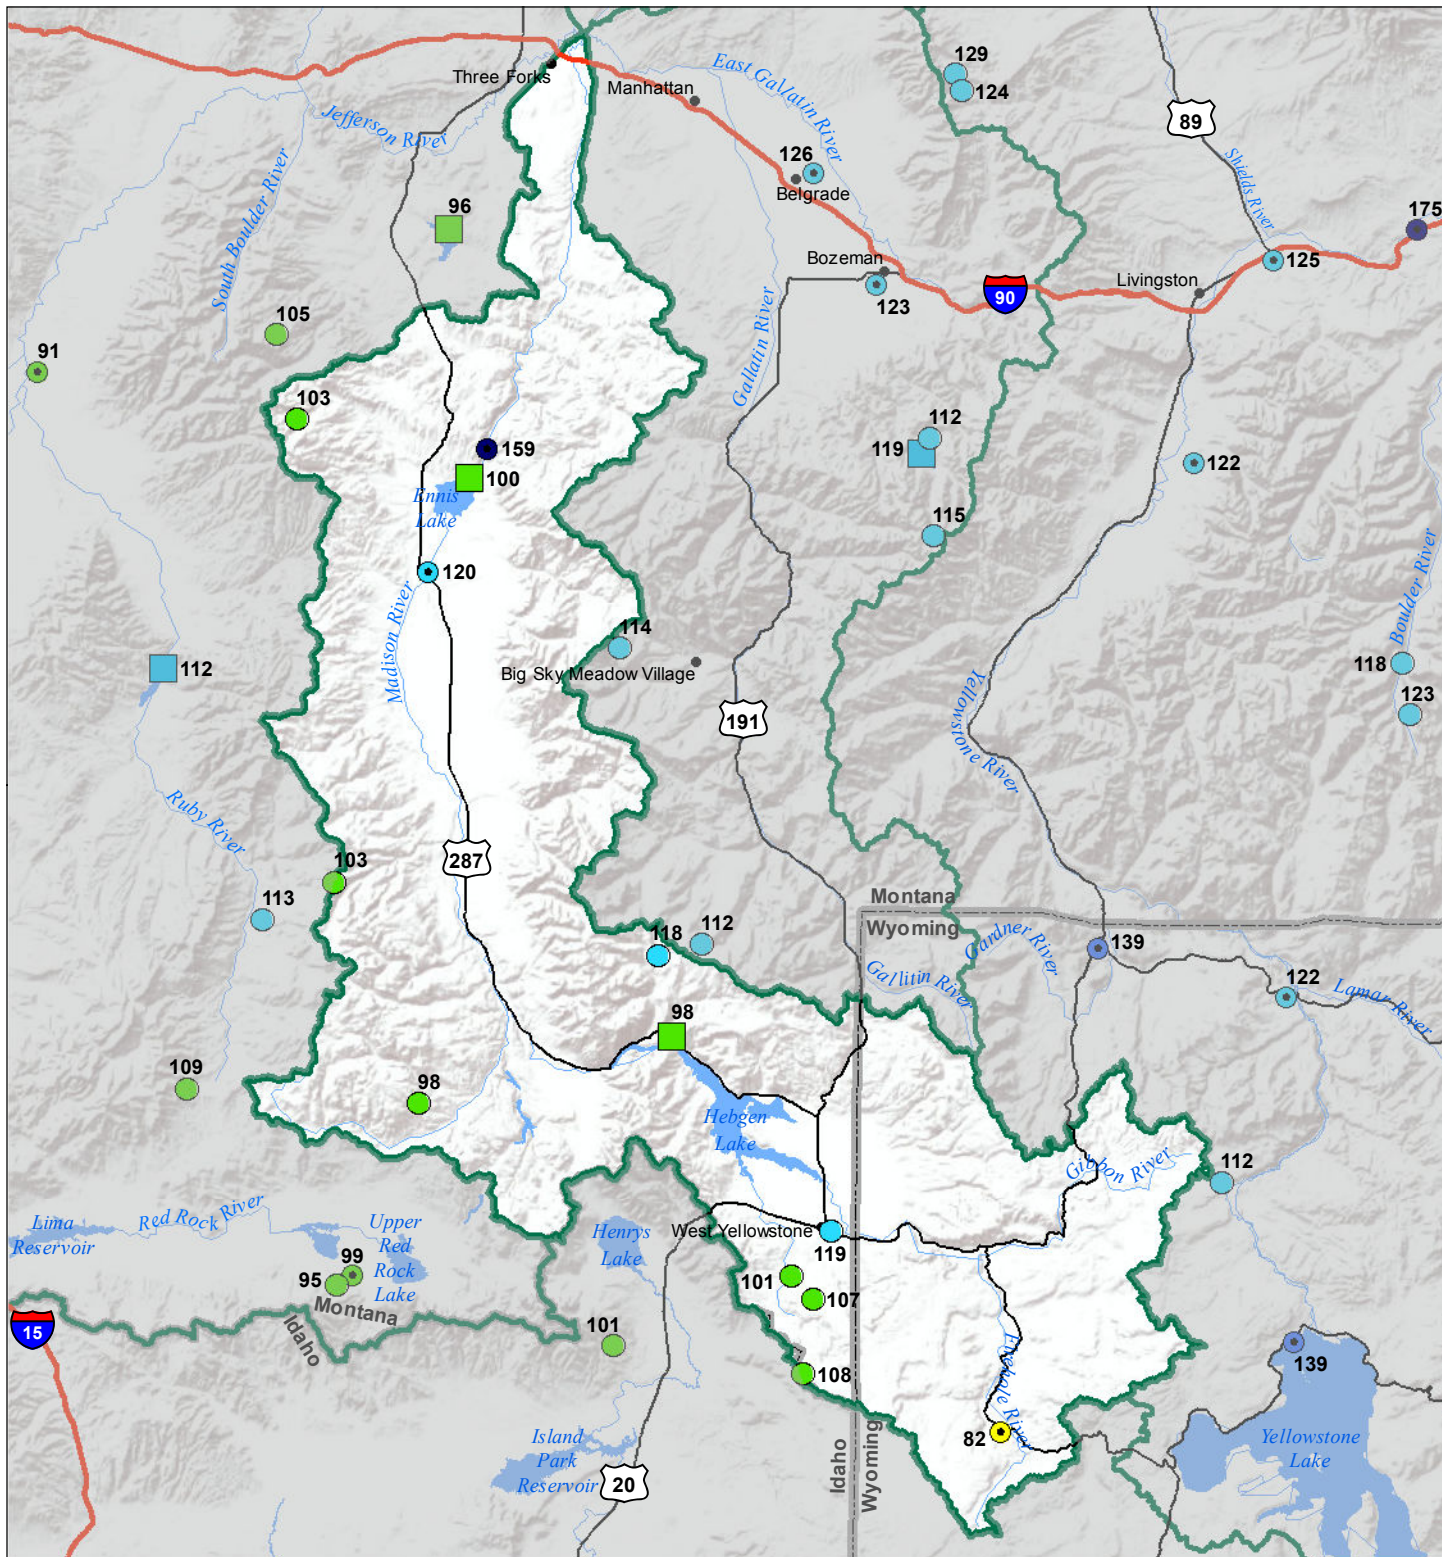 129
Three Forks
Manhattan
East Gallatin River
124
89
Jefferson River
126
Belgrade
South Boulder River
Shields River
96
175
Bozeman
125
Livingston
90
123
105
Gallatin River
91
103
112
159
119
100
122
Ennis
Lake
115
120
Boulder River
Madison River
114
118
112
Big Sky Meadow Village
123
191
Yellowstone River
Ruby River
103
287
Montana
Wyoming
113
118
112
Gardner River
139
Gallitin River
122
Lamar River
98
109
98
Hebgen
Lake
Gibbon River
112
Lima
Reservoir
Red Rock River
Upper
Red
Rock
Lake
Henrys
Lake
West Yellowstone
119
99
95
101
107
Montana
Idaho
15
101
Firehole River
139
108
82
Island
Park
Reservoir
Idaho
Wyoming
Yellowstone
Lake
20